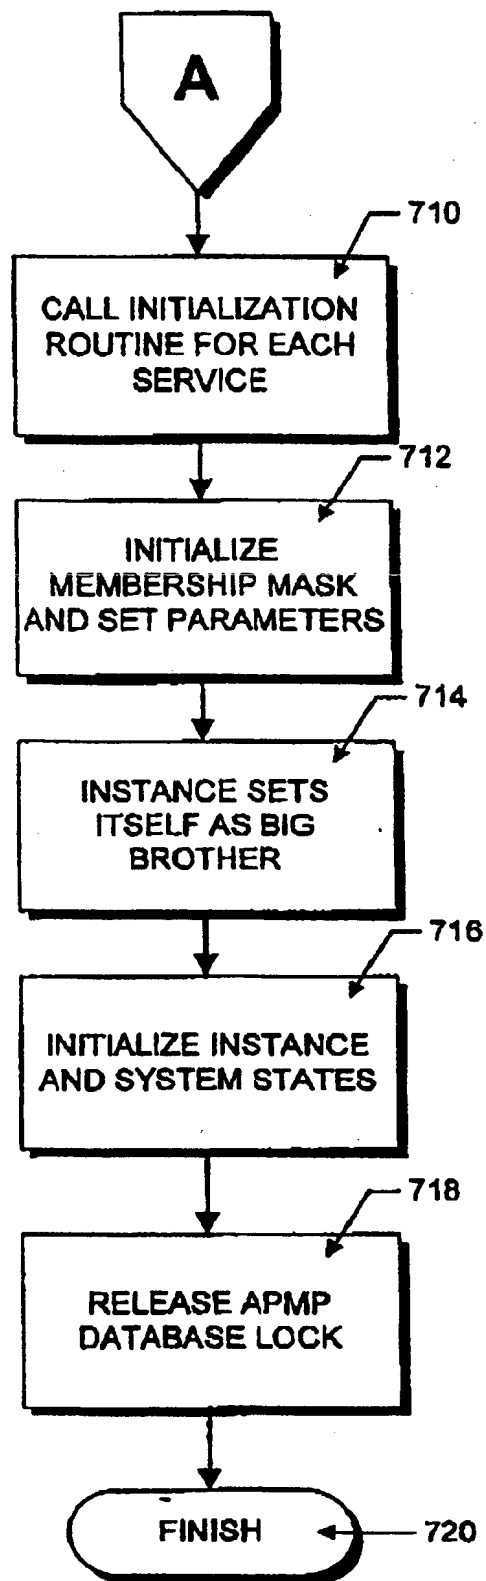 A
710
CALL INITIALIZATION
ROUTINE FOR EACH
SERVICE
712
INITIALIZE
MEMBERSHIP MASK
AND SET PARAMETERS
714
INSTANCE SETS
ITSELF AS BIG
BROTHER
716
INITIALIZE INSTANCE
AND SYSTEM STATES
718
RELEASE APMP
DATABASE LOCK
FINISH
720